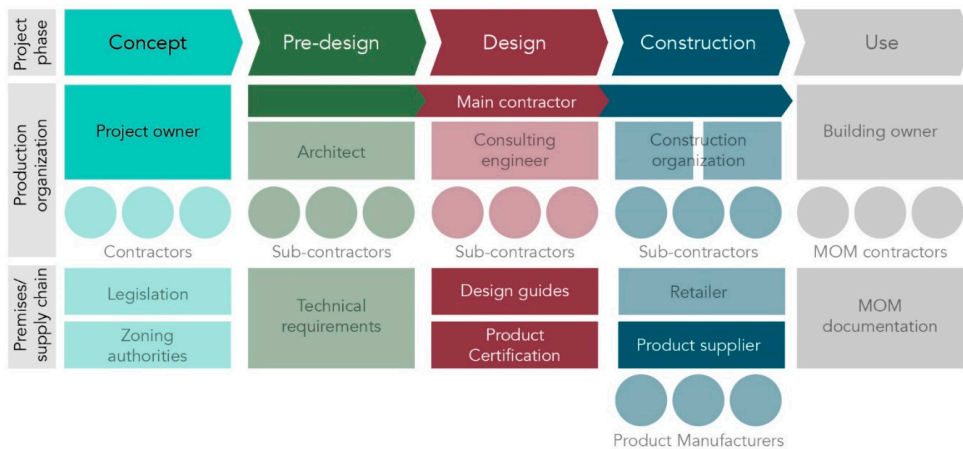 Project
phase
Concept
Pre-design
Design
Construction
Use
Production
organization
Project owner
Main contractor
Architect
Consulting
engineer
Construction
organization
Building owner
Contractors
Sub-contractors
Sub-contractors
Sub-contractors
MOM contractors
Premises/
supply chain
Legislation
Zoning
authorities
Technical
requirements
Design guides
Product
Certification
Retailer
Product supplier
MOM
documentation
Product Manufacturers